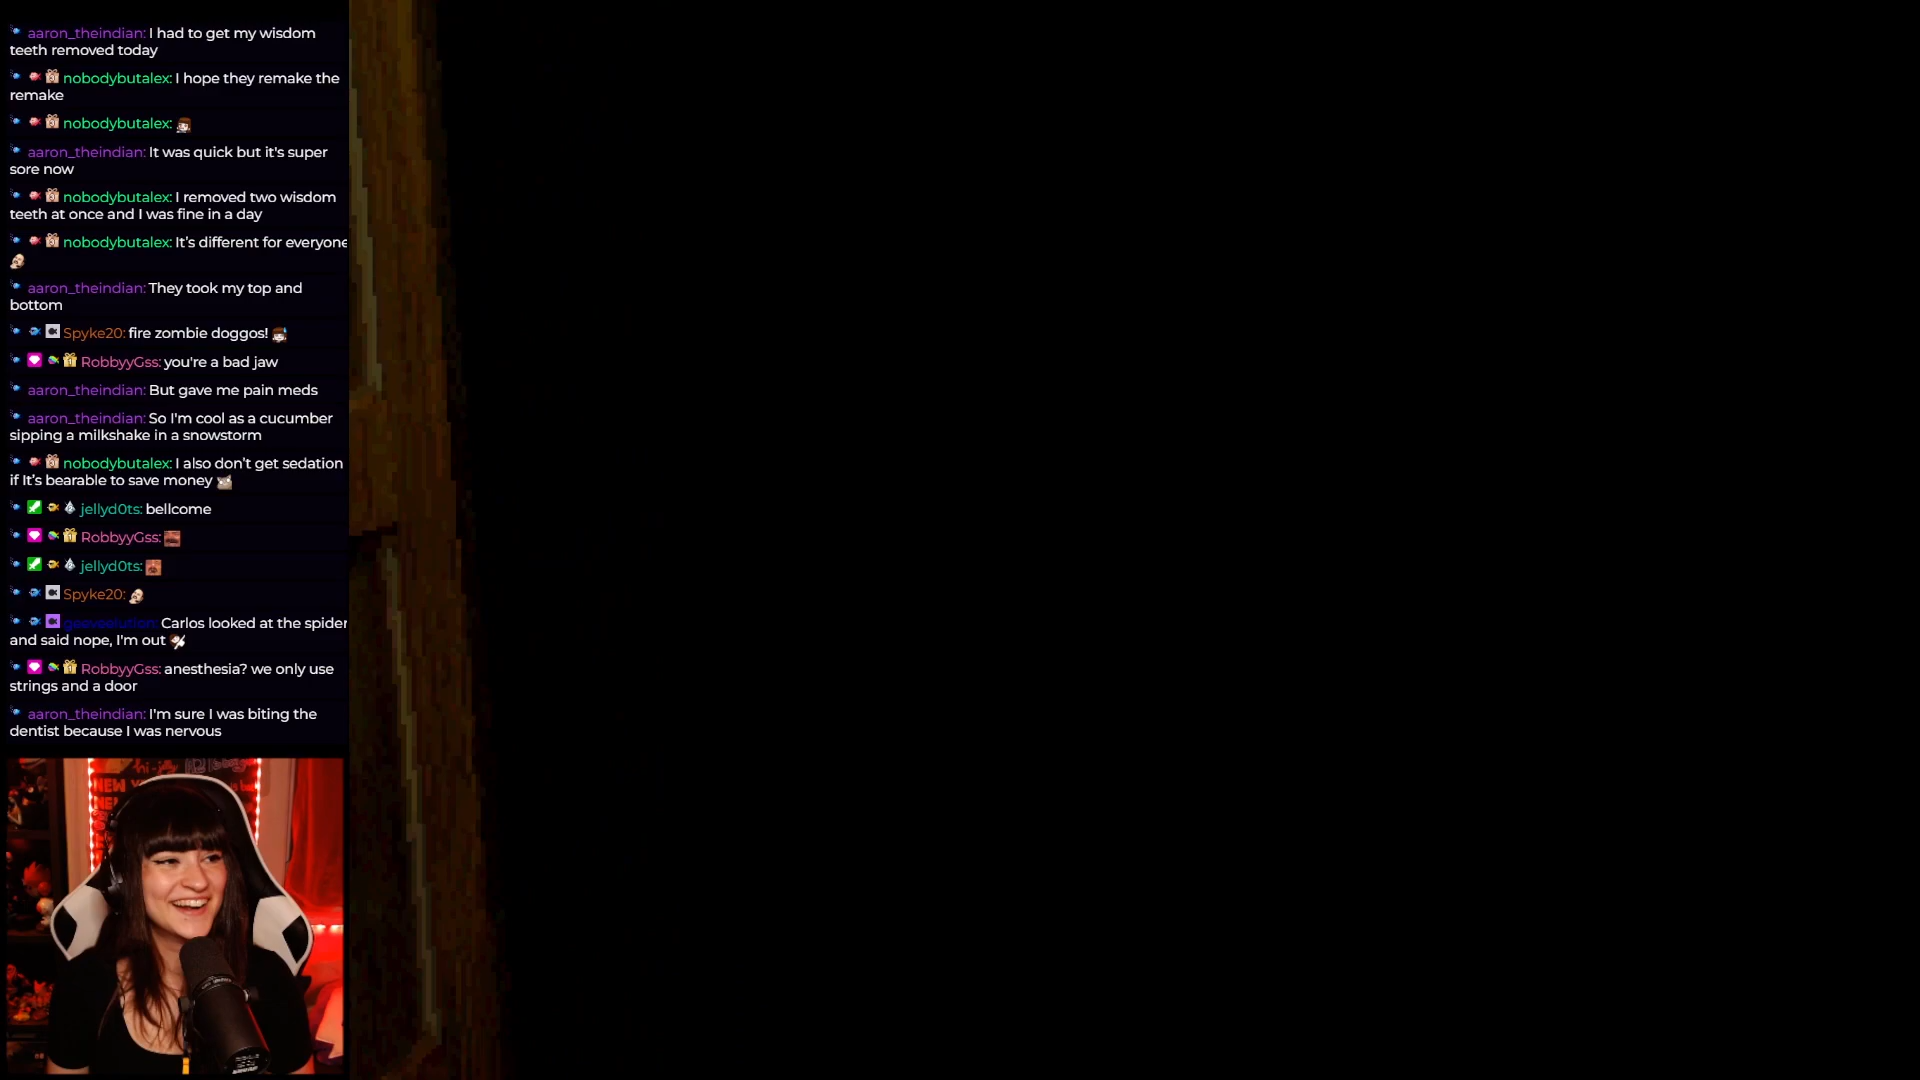 aaron_theindian: I had to get my wisdom
teeth removed today
nobodybutalex: I hope they remake the
remake
nobodybutalex:
aaron_theindian: It was quick but it's super
sore now
nobodybutalex: I removed two wisdom
teeth at once and I was fine in a day
nobodybutalex: It's different for everyone
aaron_theindian: They took my top and
bottom
Spyke20: fire zombie doggos!
RobbyyGss: you're a bad jaw
aaron_theindian: But gave me pain meds
aaron_theindian: So I'm cool as a cucumber
sipping a milkshake in a snowstorm
nobodybutalex: I also don't get sedation
if It's bearable to save money
jellyd0ts: bellcome
RobbyyGss:
jellyd0ts:
Spyke20:
geeveelution: Carlos looked at the spider
and said nope, I'm out
RobbyyGss: anesthesia? we only use
strings and a door
aaron_theindian: I'm sure I was biting the
dentist because I was nervous
hi-
NEW